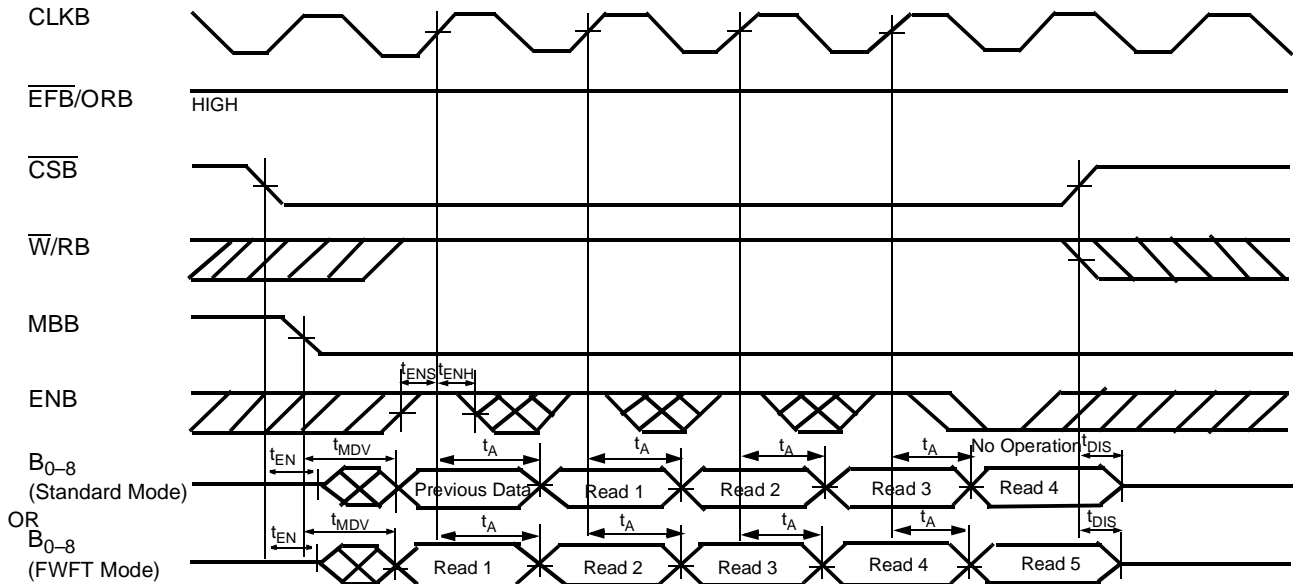 CLKB
EFB/ORB HIGH
CSB
W/RB
MBB
tENS tENH
ENB
No Operation
tEN tMDV tA tA tA tA tDIS
B0–8
(Standard Mode) Previous Data Read 1 Read 2 Read 3 Read 4
OR
tEN tMDV tA tA tA tA tDIS
B0–8
(FWFT Mode) Read 1 Read 2 Read 3 Read 4 Read 5